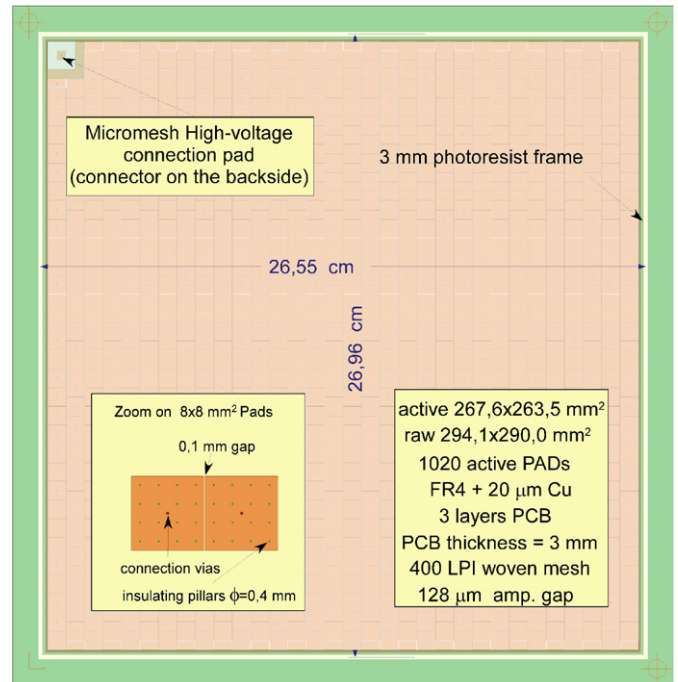 Micromesh High-voltage
connection pad
(connector on the backside)
3 mm photoresist frame
26,55 cm
26,96 cm
Zoom on 8x8 mm² Pads
0,1 mm gap
connection vias
insulating pillars ϕ=0,4 mm
active 267,6x263,5 mm²
raw 294,1x290,0 mm²
1020 active PADs
FR4 + 20 μm Cu
3 layers PCB
PCB thickness = 3 mm
400 LPI woven mesh
128 μm amp. gap